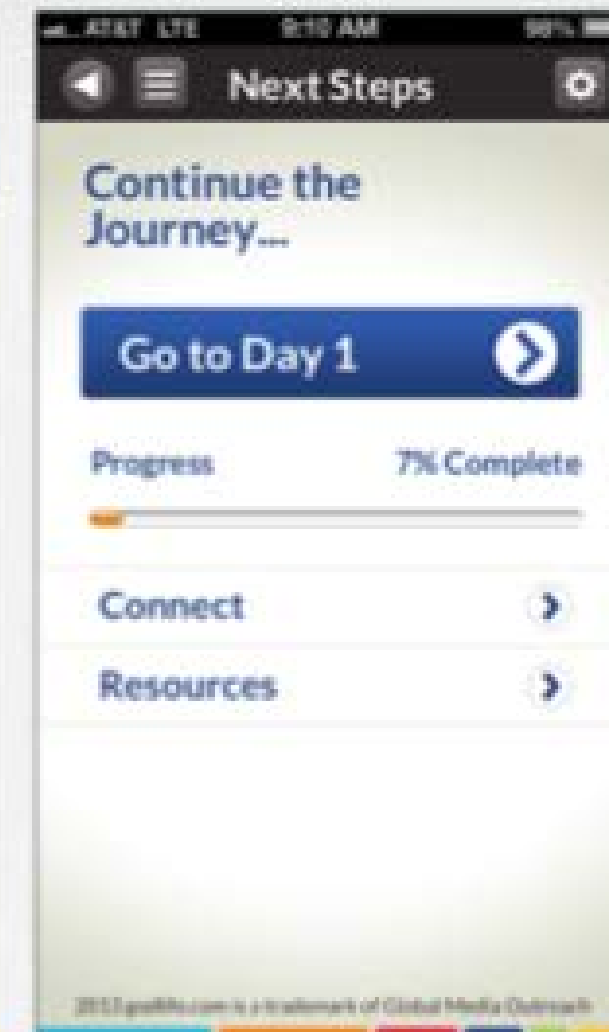 AT&T LTE 9:10 AM 98%
Next Steps
Continue the
Journey...
Go to Day 1
Progress 7% Complete
Connect
Resources
is a trademark of Global Media Outreach